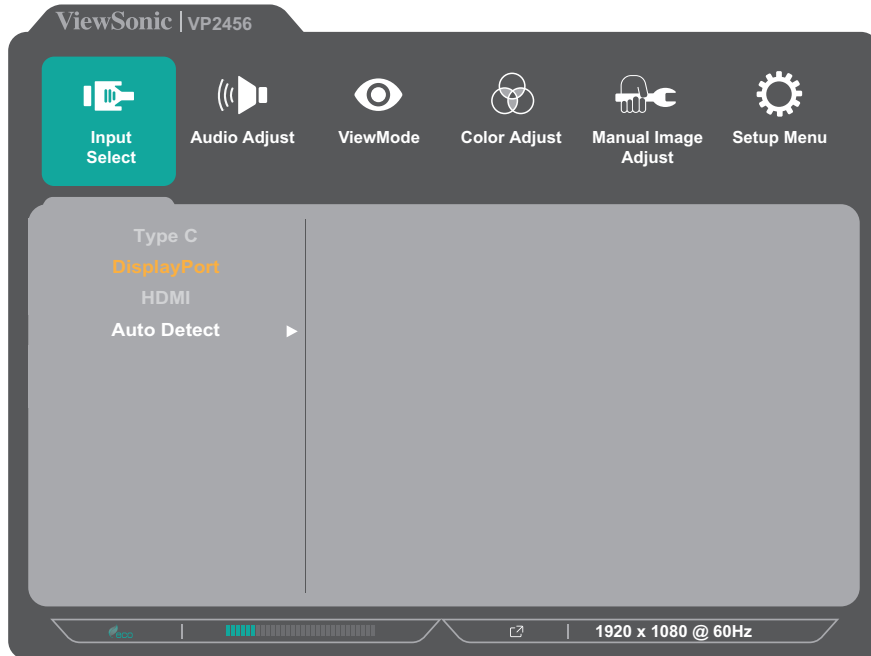 ViewSonic | VP2456
Input
Select
Audio Adjust
ViewMode
Color Adjust
Manual Image
Adjust
Setup Menu
Type C
DisplayPort
HDMI
Auto Detect
eco
1920 x 1080 @ 60Hz